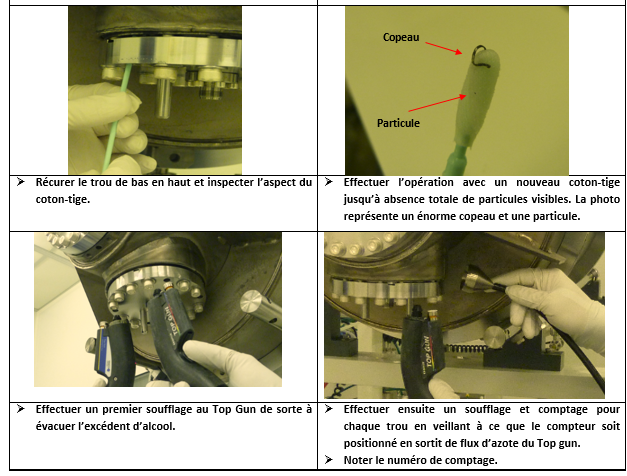 Copeau
Particule
➢ Récurer le trou de bas en haut et inspecter l’aspect du
coton-tige.
➢ Effectuer l’opération avec un nouveau coton-tige
jusqu’à absence totale de particules visibles. La photo
représente un énorme copeau et une particule.
TOP GUN
TOP GUN
➢ Effectuer un premier soufflage au Top Gun de sorte à
évacuer l’excédent d’alcool.
➢ Effectuer ensuite un soufflage et comptage pour
chaque trou en veillant à ce que le compteur soit
positionné en sortit de flux d’azote du Top gun.
➢ Noter le numéro de comptage.